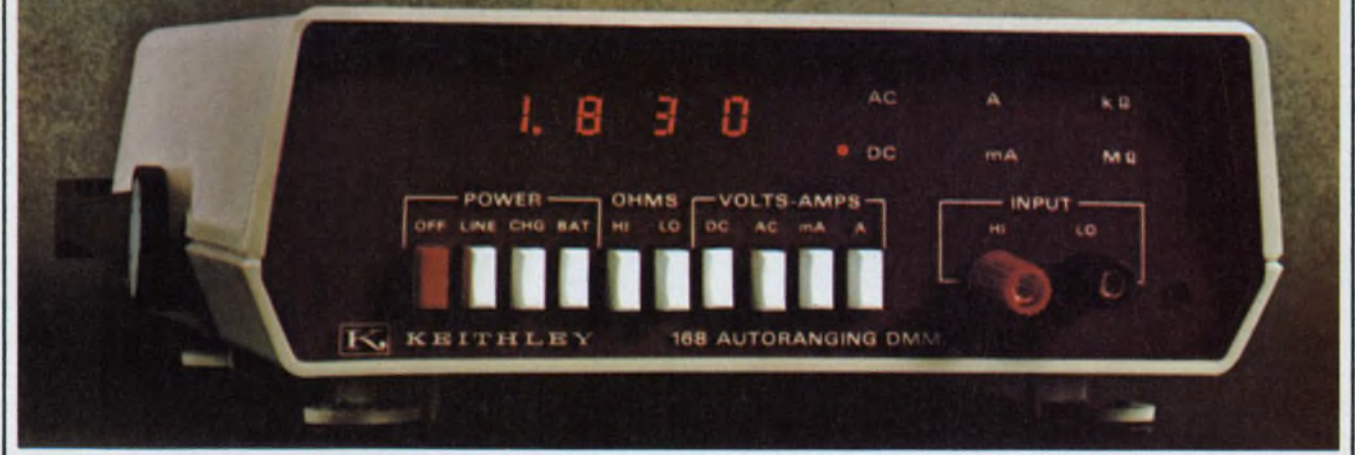 1.830
AC A kΩ
DC mA MΩ
POWER OHMS VOLTS-AMPS INPUT
OFF LINE CHG BAT HI LO DC AC mA A HI LO
K. KEITHLEY 168 AUTORANGING DMM